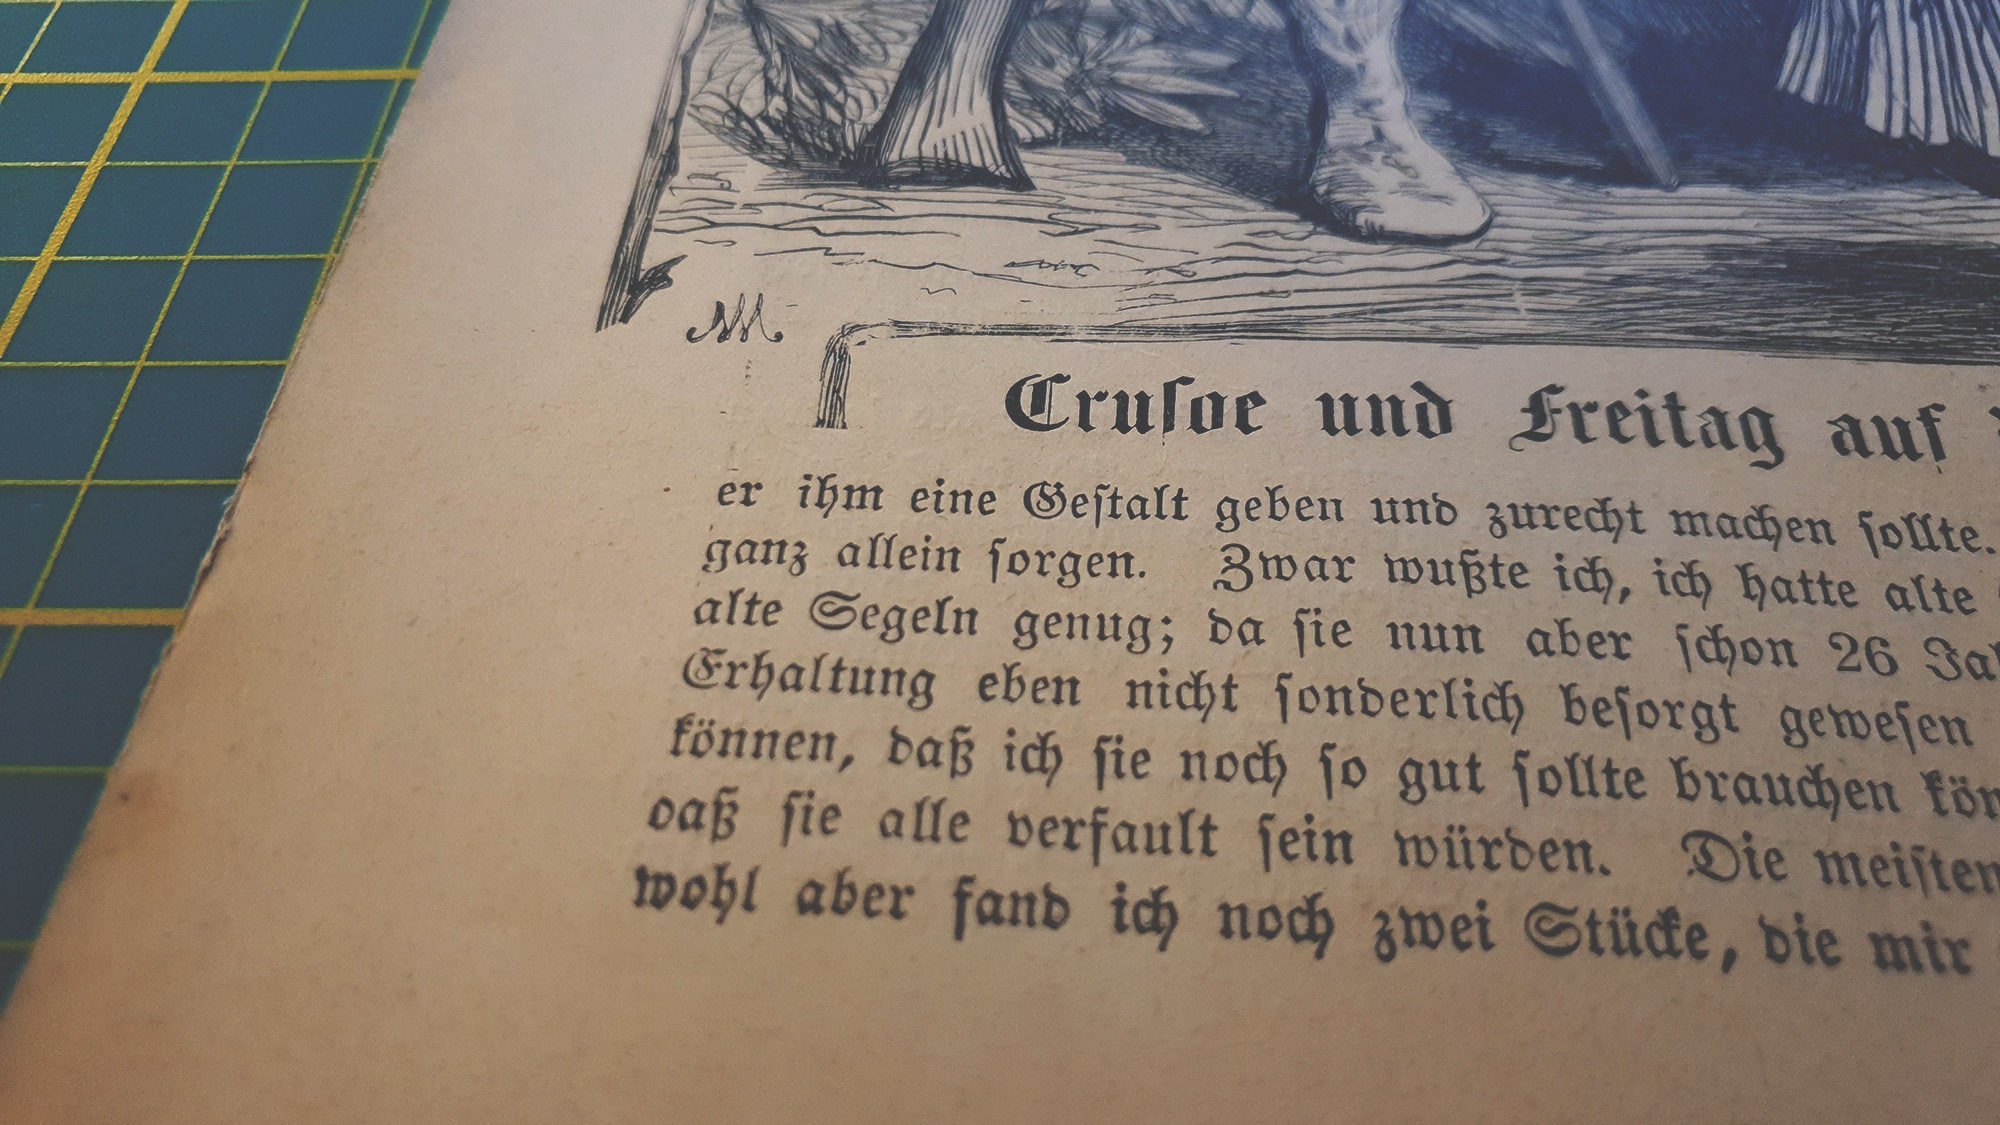 Cruſoe und Freitag auf
er ihm eine Geſtalt geben und zurecht machen ſollte.
ganz allein ſorgen. Zwar wußte ich, ich hatte alte
alte Segeln genug; da ſie nun aber ſchon 26 Jah
Erhaltung eben nicht ſonderlich beſorgt geweſen
können, daß ich ſie noch ſo gut ſollte brauchen kön
daß ſie alle verfault ſein würden. Die meiſten
wohl aber fand ich noch zwei Stücke, die mir